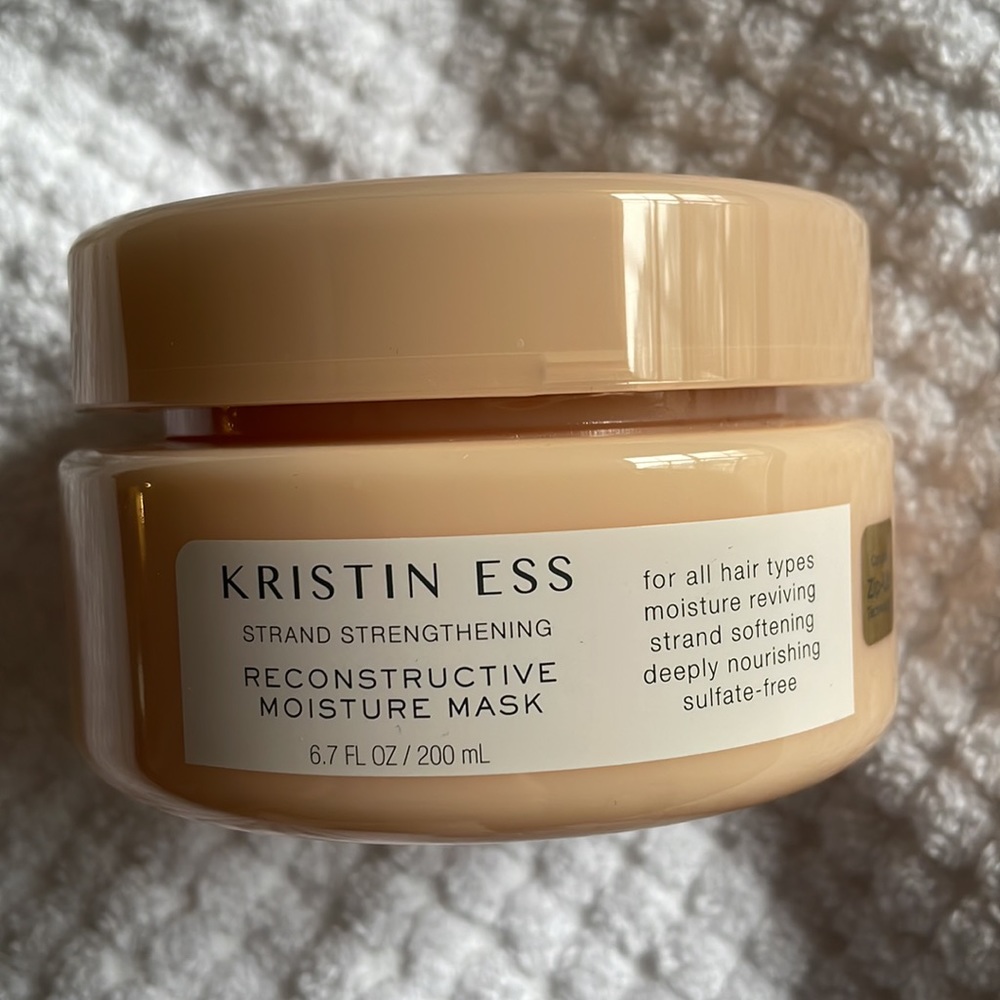 KRISTIN ESS
STRAND STRENGTHENING
RECONSTRUCTIVE
MOISTURE MASK
6.7 FL OZ / 200 mL
for all hair types
moisture reviving
strand softening
deeply nourishing
sulfate-free